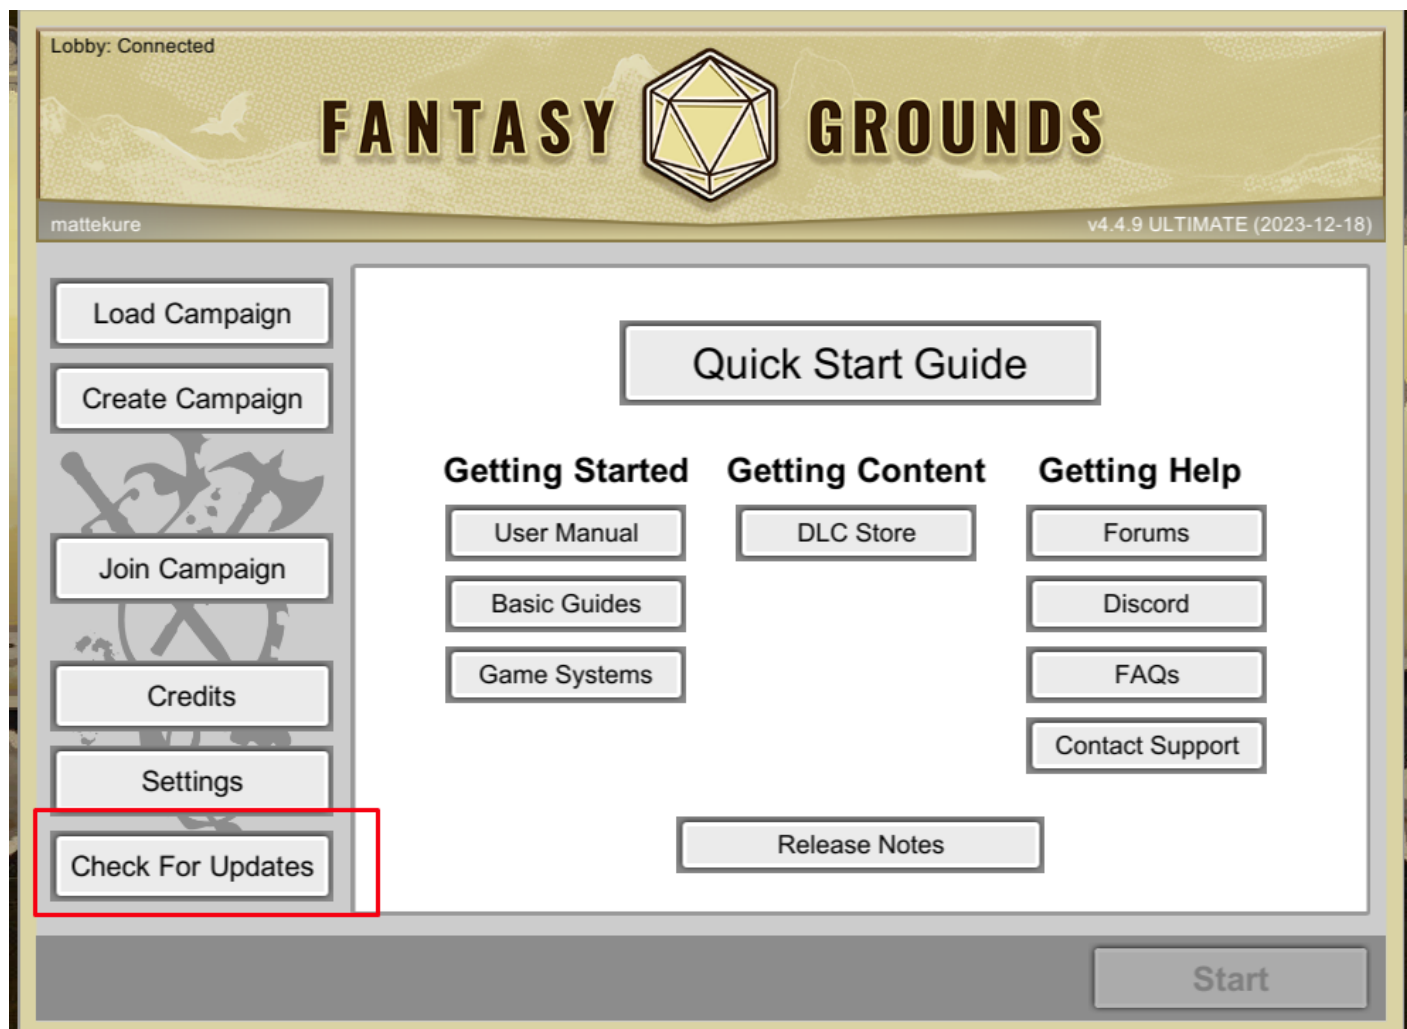 Lobby: Connected
FANTASY GROUNDS
mattekure
v4.4.9 ULTIMATE (2023-12-18)
Load Campaign
Create Campaign
Join Campaign
Credits
Settings
Check For Updates
Quick Start Guide
Getting Started
User Manual
Basic Guides
Game Systems
Getting Content
DLC Store
Getting Help
Forums
Discord
FAQs
Contact Support
Release Notes
Start